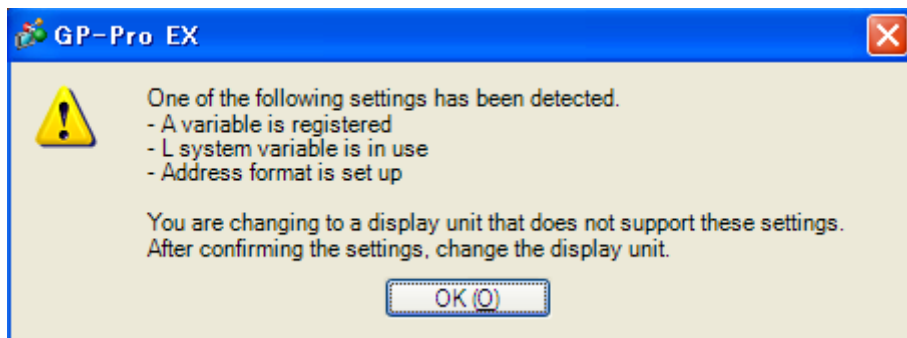 GP-Pro EX
One of the following settings has been detected.
- A variable is registered
- L system variable is in use
- Address format is set up
You are changing to a display unit that does not support these settings.
After confirming the settings, change the display unit.
OK (O)